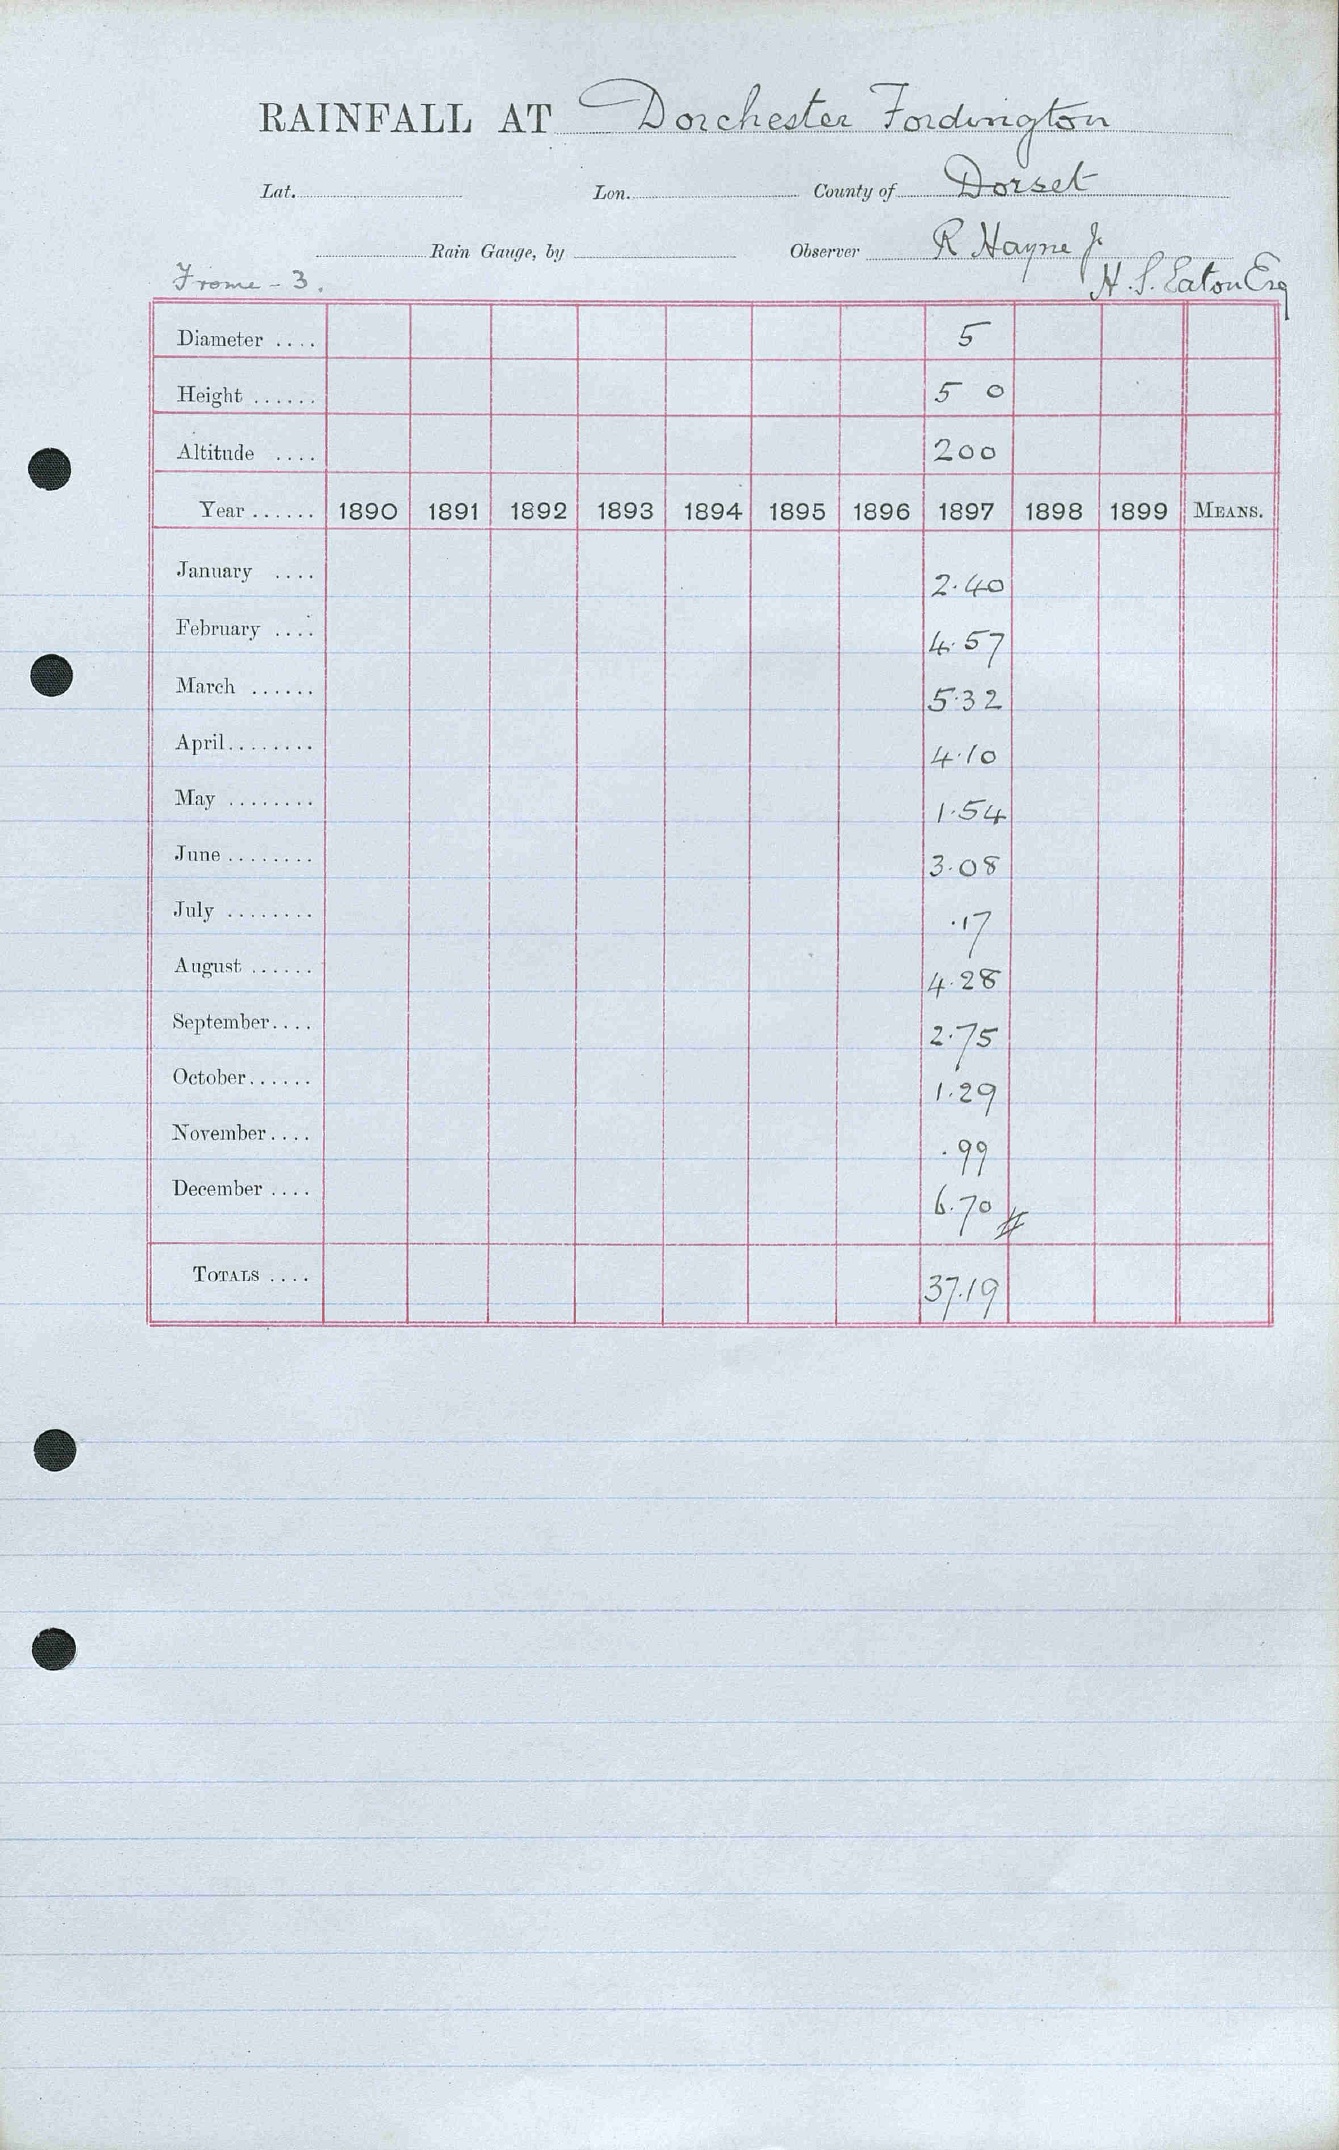 RAINFALL AT Dorchester Fordington
Lat. Lon. County of Dorset
Rain Gauge, by Observer R Hayne Jr
Frome - 3. H. S. Eaton Esq
Diameter .... 5
Height ...... 5 0
Altitude .... 200
Year ...... 1890 1891 1892 1893 1894 1895 1896 1897 1898 1899 MEANS.
January .... 2.40
February .... 4.57
March ...... 5.32
April........ 4.10
May ........ 1.54
June ........ 3.08
July ........ .17
August ...... 4.28
September.... 2.75
October...... 1.29
November.... .99
December .... 6.70 #
TOTALS .... 37.19